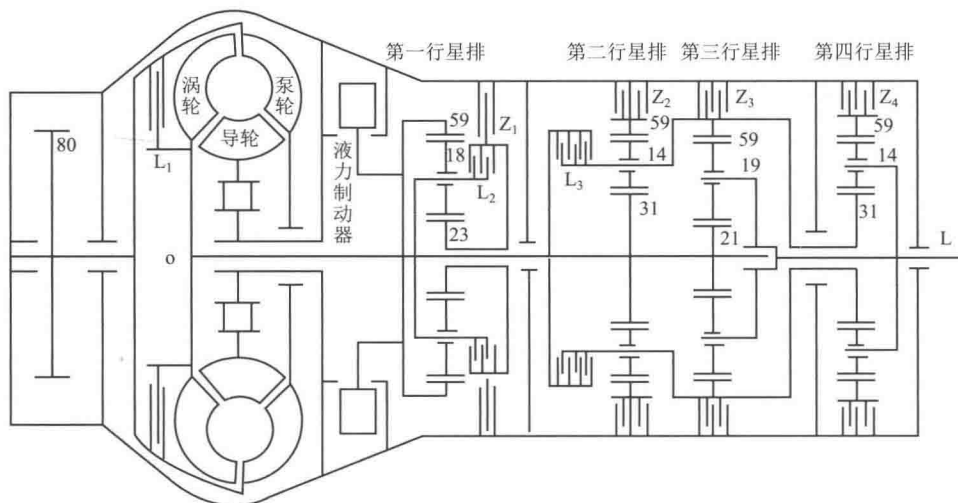 第一行星排
第二行星排
第三行星排
第四行星排
涡轮
泵轮
导轮
液力制动器
80
L₁
o
59
18
23
Z₁
L₂
L₃
Z₂
59
14
31
Z₃
59
19
21
Z₄
59
14
31
L